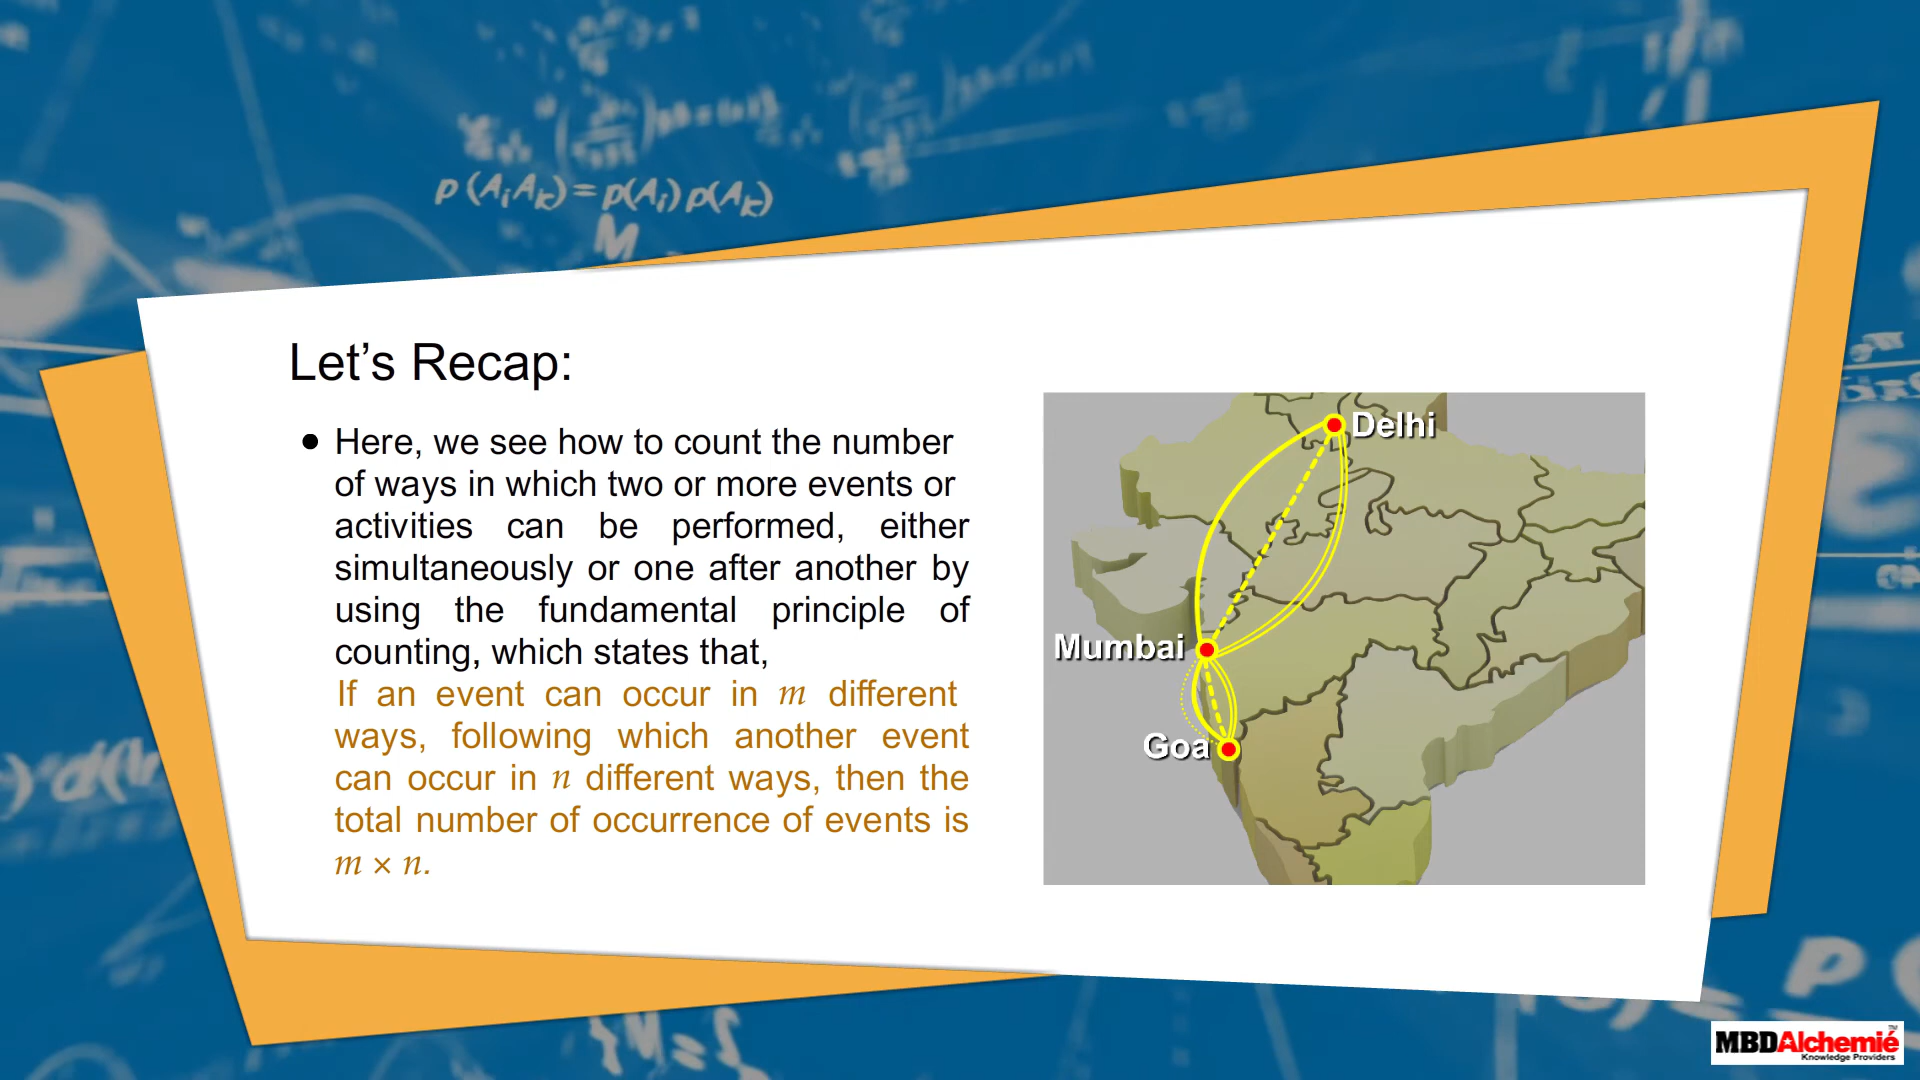 p(AᵢAₖ)=p(Aᵢ)p(Aₖ)
M
Let’s Recap:
● Here, we see how to count the number
of ways in which two or more events or
activities can be performed, either
simultaneously or one after another by
using the fundamental principle of
counting, which states that,
If an event can occur in m different
ways, following which another event
can occur in n different ways, then the
total number of occurrence of events is
m × n.
Delhi
Mumbai
Goa
MBDAlchemié™
Knowledge Providers